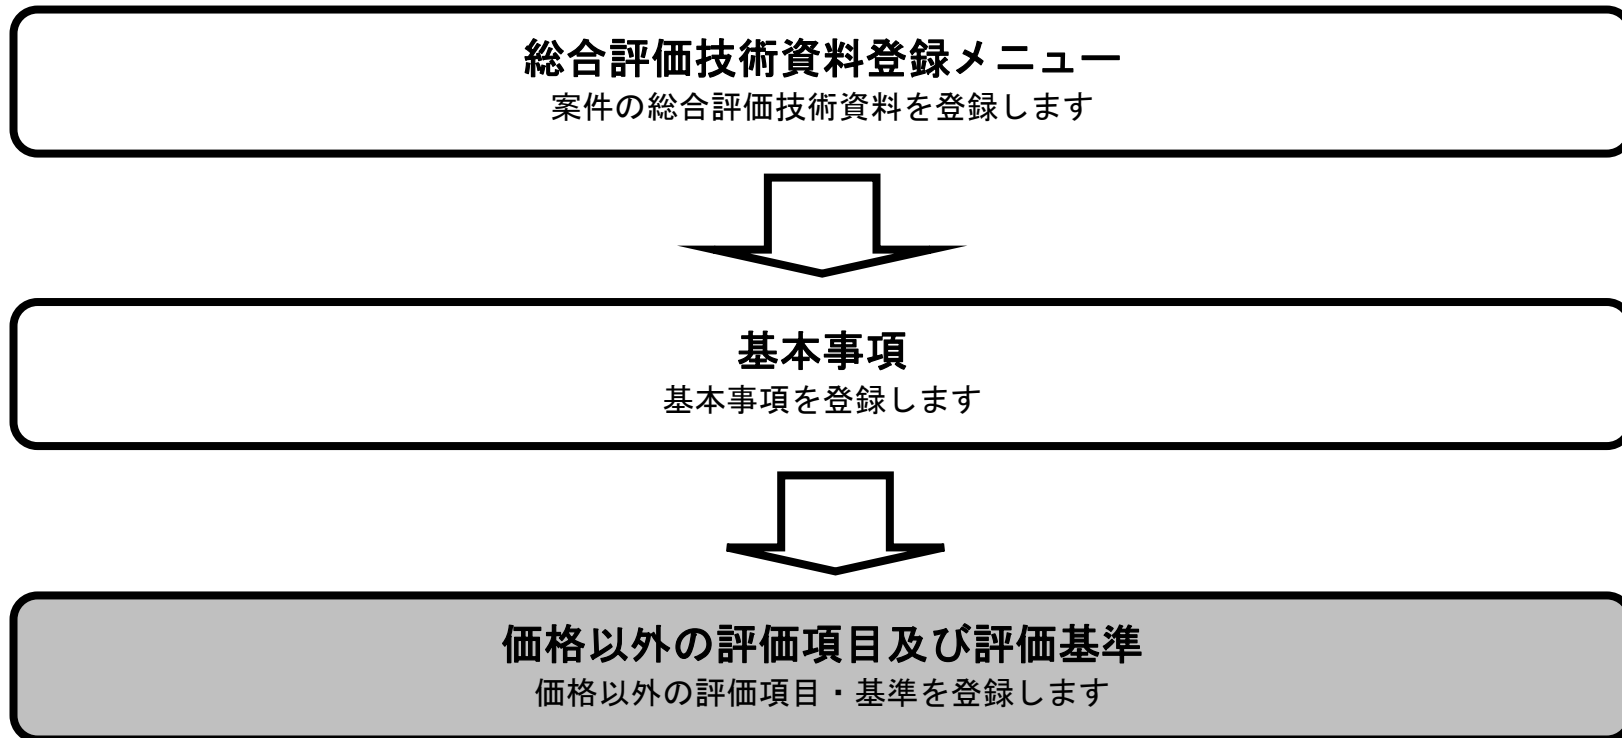 総合評価技術資料登録メニュー
案件の総合評価技術資料を登録します
基本事項
基本事項を登録します
価格以外の評価項目及び評価基準
価格以外の評価項目・基準を登録します